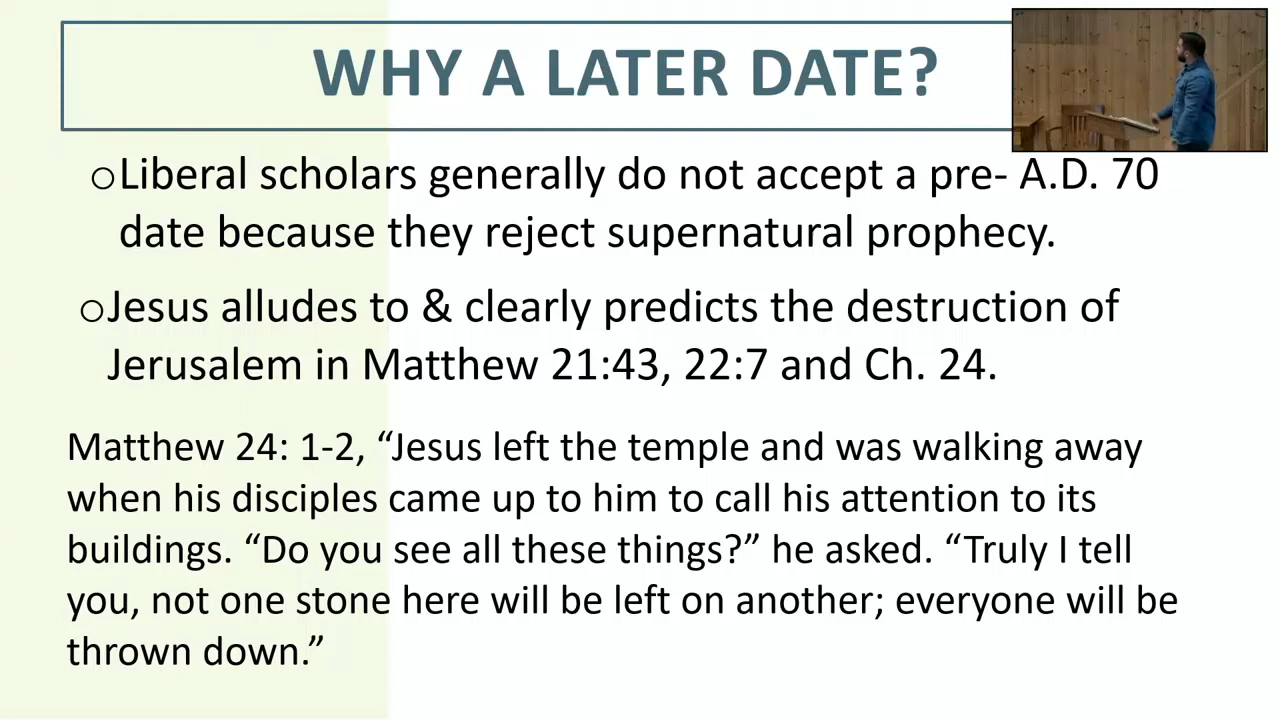 WHY A LATER DATE?
oLiberal scholars generally do not accept a pre- A.D. 70
date because they reject supernatural prophecy.
oJesus alludes to & clearly predicts the destruction of
Jerusalem in Matthew 21:43, 22:7 and Ch. 24.
Matthew 24: 1-2, “Jesus left the temple and was walking away
when his disciples came up to him to call his attention to its
buildings. “Do you see all these things?” he asked. “Truly I tell
you, not one stone here will be left on another; everyone will be
thrown down.”